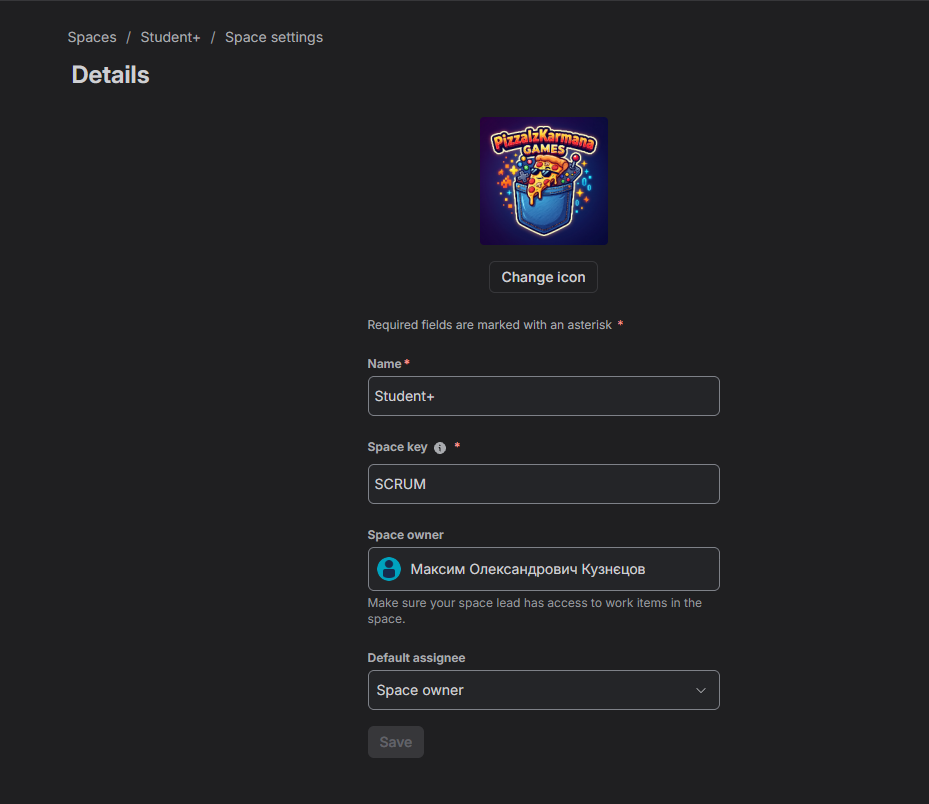 Spaces / Student+ / Space settings
Details
PizzaIzKarmana
GAMES
Change icon
Required fields are marked with an asterisk *
Name *
Student+
Space key *
SCRUM
Space owner
Максим Олександрович Кузнєцов
Make sure your space lead has access to work items in the
space.
Default assignee
Space owner
Save